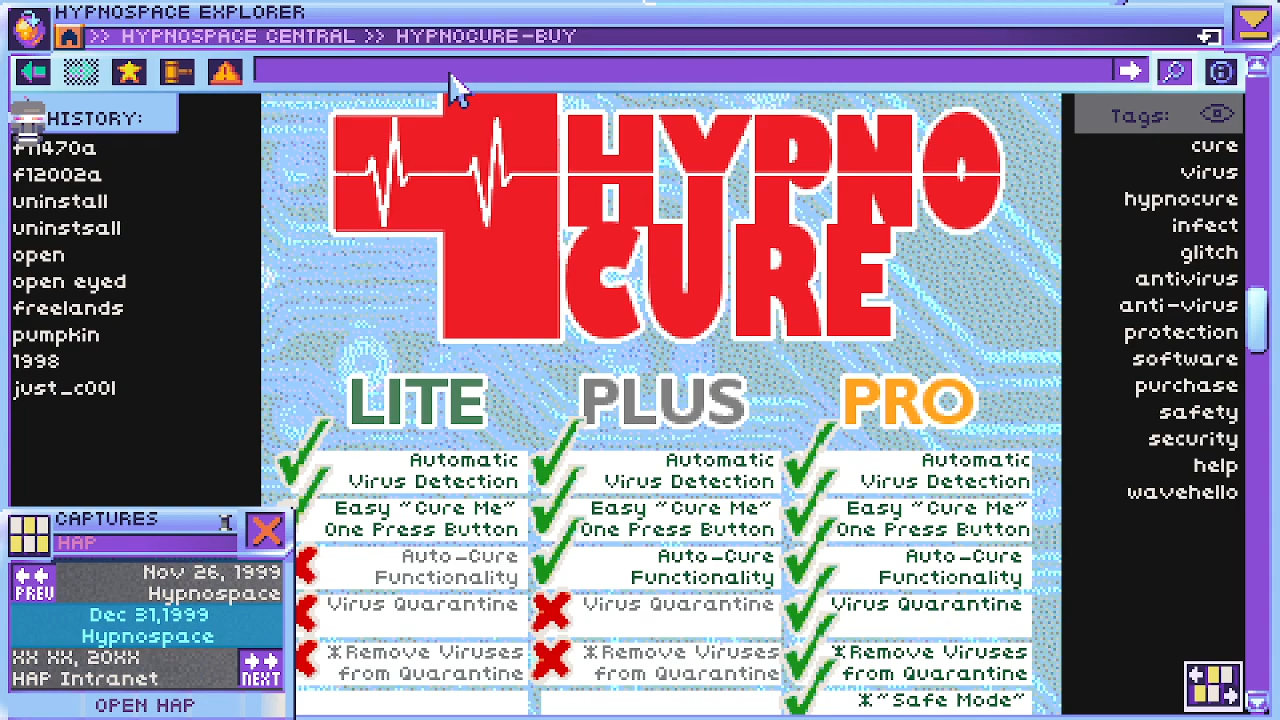 HYPNOSPACE EXPLORER
>> HYPNOSPACE CENTRAL >> HYPNOCURE-BUY
HISTORY:
f11470a
f12002a
uninstall
uninstsall
open
open eyed
freelands
pumpkin
1998
just_c00l
HYPNO
CURE
LITE
PLUS
PRO
Automatic
Virus Detection
Easy "Cure Me"
One Press Button
Auto-Cure
Functionality
Virus Quarantine
*Remove Viruses
from Quarantine
Automatic
Virus Detection
Easy "Cure Me"
One Press Button
Auto-Cure
Functionality
Virus Quarantine
*Remove Viruses
from Quarantine
Automatic
Virus Detection
Easy "Cure Me"
One Press Button
Auto-Cure
Functionality
Virus Quarantine
*Remove Viruses
from Quarantine
*"Safe Mode"
Tags:
cure
virus
hypnocure
infect
glitch
antivirus
anti-virus
protection
software
purchase
safety
security
help
wavehello
CAPTURES
HAP
PREV
Nov 26, 1999
Hypnospace
Dec 31,1999
Hypnospace
XX XX, 20XX
HAP Intranet
NEXT
OPEN HAP